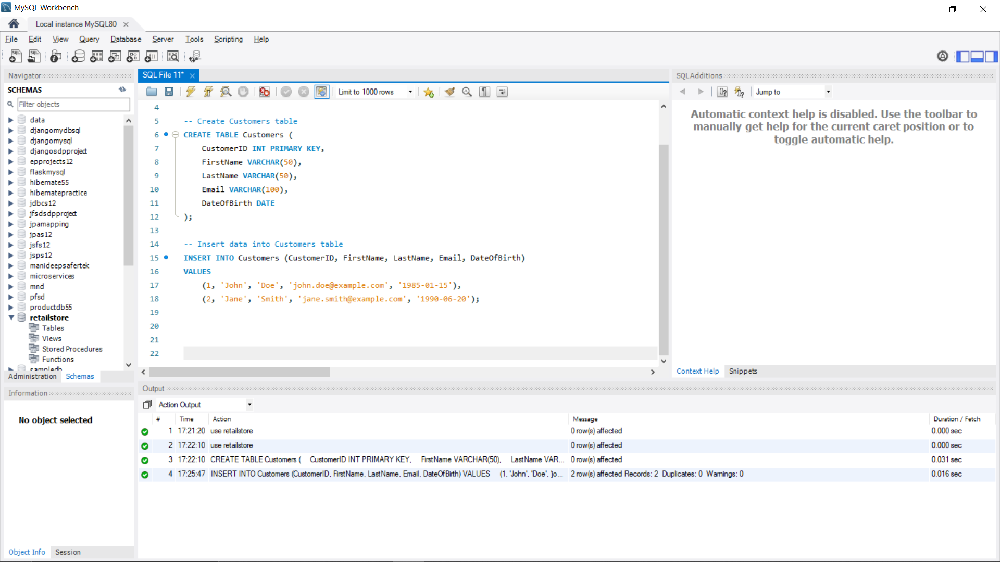 MySQL Workbench
Local instance MySQL80
File Edit View Query Database Server Tools Scripting Help
Navigator
SCHEMAS
Filter objects
data
djangomydbsql
djangomysql
djangosdpproject
epprojects12
flaskmysql
hibernate55
hibernatepractice
jdbcs12
jfsdsdpproject
jpamapping
jpas12
jsfs12
jsps12
manideepsafertek
microservices
mnd
pfsd
productdb55
retailstore
Tables
Views
Stored Procedures
Functions
sampledb
Administration Schemas
Information
No object selected
Object Info Session
SQL File 11*
Limit to 1000 rows
4
5 -- Create Customers table
6 CREATE TABLE Customers (
7 CustomerID INT PRIMARY KEY,
8 FirstName VARCHAR(50),
9 LastName VARCHAR(50),
10 Email VARCHAR(100),
11 DateOfBirth DATE
12 );
13
14 -- Insert data into Customers table
15 INSERT INTO Customers (CustomerID, FirstName, LastName, Email, DateOfBirth)
16 VALUES
17 (1, 'John', 'Doe', 'john.doe@example.com', '1985-01-15'),
18 (2, 'Jane', 'Smith', 'jane.smith@example.com', '1990-06-20');
19
20
21
22
SQLAdditions
Jump to
Automatic context help is disabled. Use the toolbar to
manually get help for the current caret position or to
toggle automatic help.
Context Help Snippets
Output
Action Output
# Time Action Message Duration / Fetch
1 17:21:20 use retailstore 0 row(s) affected 0.000 sec
2 17:22:10 use retailstore 0 row(s) affected 0.000 sec
3 17:22:10 CREATE TABLE Customers ( CustomerID INT PRIMARY KEY, FirstName VARCHAR(50), LastName VAR... 0 row(s) affected 0.031 sec
4 17:25:47 INSERT INTO Customers (CustomerID, FirstName, LastName, Email, DateOfBirth) VALUES (1, 'John', 'Doe', 'jo... 2 row(s) affected Records: 2 Duplicates: 0 Warnings: 0 0.016 sec